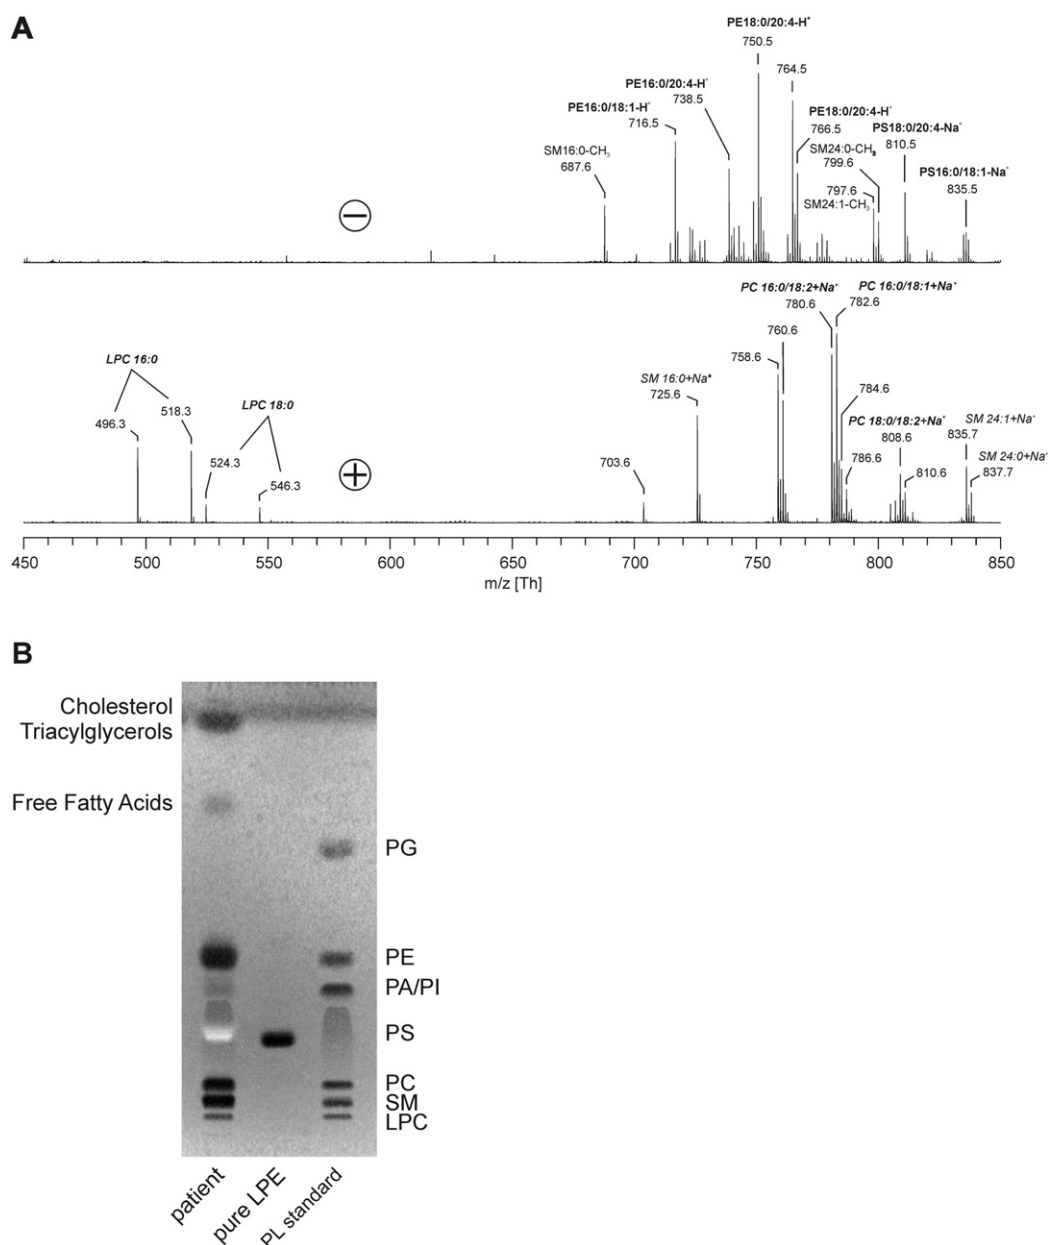 A
PE18:0/20:4-H⁺
750.5
764.5
PE16:0/20:4-H⁺
738.5
PE16:0/18:1-H⁺
716.5
PE18:0/20:4-H⁺
766.5
PS18:0/20:4-Na⁺
810.5
SM24:0-CH₃
799.6
PS16:0/18:1-Na⁺
835.5
SM16:0-CH₃
687.6
797.6
SM24:1-CH₃
−
PC 16:0/18:2+Na⁺
780.6
PC 16:0/18:1+Na⁺
782.6
760.6
758.6
LPC 16:0
496.3
518.3
LPC 18:0
524.3
546.3
SM 16:0+Na⁺
725.6
784.6
703.6
786.6
PC 18:0/18:2+Na⁺
808.6
810.6
SM 24:1+Na⁺
835.7
SM 24:0+Na⁺
837.7
+
450 500 550 600 650 700 750 800 850
m/z [Th]
B
Cholesterol
Triacylglycerols
Free Fatty Acids
PG
PE
PA/PI
PS
PC
SM
LPC
patient
pure LPE
PL standard